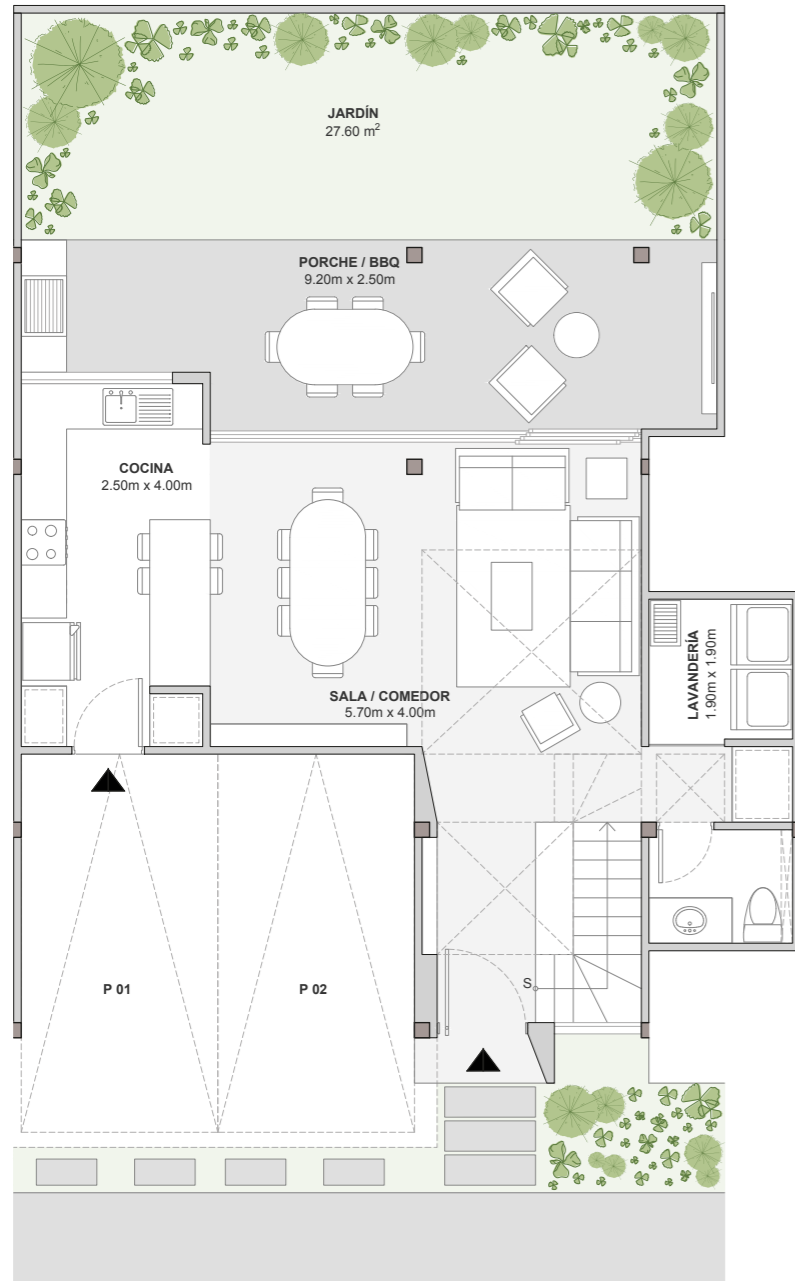 JARDÍN
27.60 m²
PORCHE / BBQ
9.20m x 2.50m
COCINA
2.50m x 4.00m
SALA / COMEDOR
5.70m x 4.00m
LAVANDERÍA
1.90m x 1.90m
P 01
P 02
S